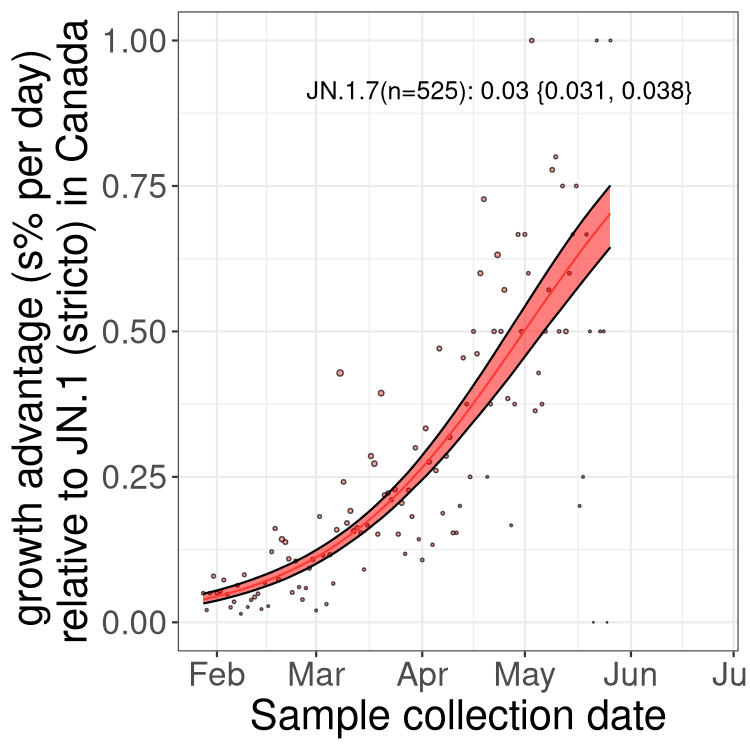 growth advantage (s% per day)
relative to JN.1 (stricto) in Canada
1.00
0.75
0.50
0.25
0.00
JN.1.7(n=525): 0.03 {0.031, 0.038}
Feb Mar Apr May Jun Ju
Sample collection date